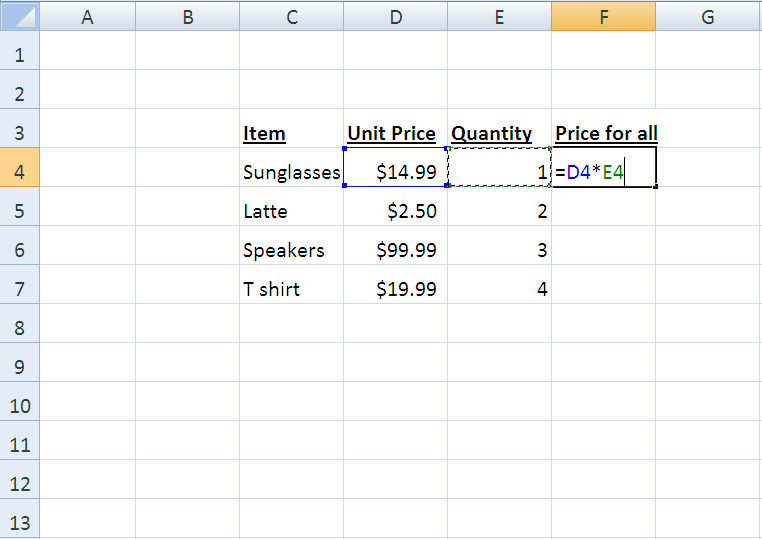 A B C D E F G
1
2
3 Item Unit Price Quantity Price for all
4 Sunglasses $14.99 1 =D4*E4
5 Latte $2.50 2
6 Speakers $99.99 3
7 T shirt $19.99 4
8
9
10
11
12
13